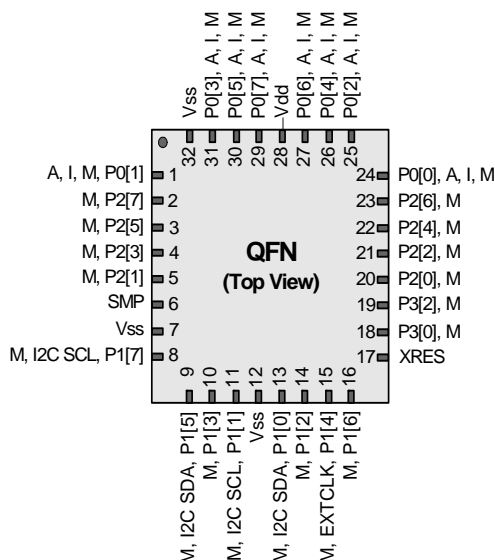 Vss
P0[3], A, I, M
P0[5], A, I, M
P0[7], A, I, M
Vdd
P0[6], A, I, M
P0[4], A, I, M
P0[2], A, I, M
32
31
30
29
28
27
26
25
A, I, M, P0[1]
1
24
P0[0], A, I, M
M, P2[7]
2
23
P2[6], M
M, P2[5]
3
22
P2[4], M
M, P2[3]
4
21
P2[2], M
M, P2[1]
5
20
P2[0], M
SMP
6
19
P3[2], M
Vss
7
18
P3[0], M
M, I2C SCL, P1[7]
8
17
XRES
QFN
(Top View)
9
10
11
12
13
14
15
16
M, I2C SDA, P1[5]
M, P1[3]
M, I2C SCL, P1[1]
Vss
M, I2C SDA, P1[0]
M, P1[2]
M, EXTCLK, P1[4]
M, P1[6]